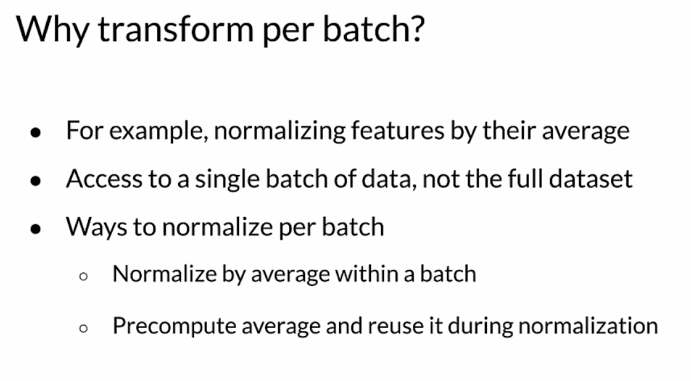 Why transform per batch?
● For example, normalizing features by their average
● Access to a single batch of data, not the full dataset
● Ways to normalize per batch
○ Normalize by average within a batch
○ Precompute average and reuse it during normalization